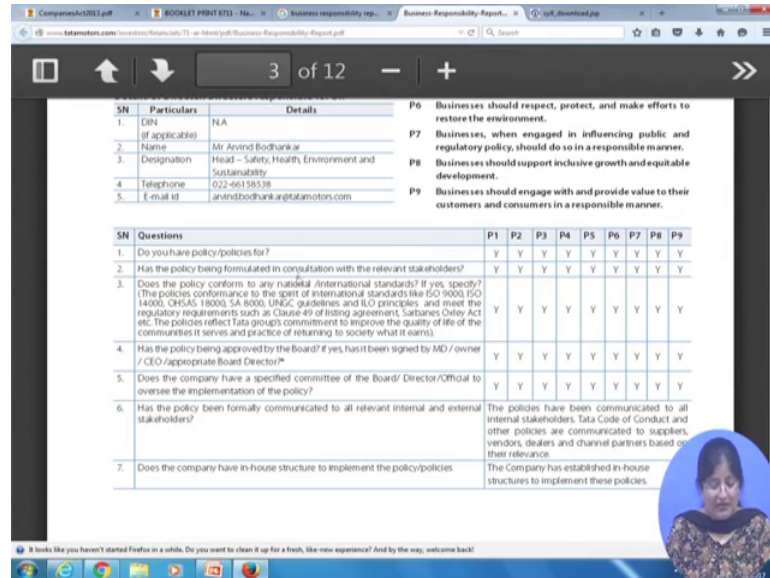 CompaniesAct2013.pdf
BOOKLET PRINT 6711 - Na...
business responsibility rep...
Business-Responsibility-Report...
syll_download.jsp
www.tatamotors.com/investors/financials/71-ar-html/pdf/Business-Responsibility-Report.pdf
Search
3 of 12
SN Particulars Details
1. DIN (if applicable) N.A
2. Name Mr Arvind Bodhankar
3. Designation Head – Safety, Health, Environment and Sustainability
4 Telephone 022-66158538
5. E-mail id arvind.bodhankar@tatamotors.com
P6 Businesses should respect, protect, and make efforts to
restore the environment.
P7 Businesses, when engaged in influencing public and
regulatory policy, should do so in a responsible manner.
P8 Businesses should support inclusive growth and equitable
development.
P9 Businesses should engage with and provide value to their
customers and consumers in a responsible manner.
SN Questions P1 P2 P3 P4 P5 P6 P7 P8 P9
1. Do you have policy/policies for? Y Y Y Y Y Y Y Y Y
2. Has the policy being formulated in consultation with the relevant stakeholders? Y Y Y Y Y Y Y Y Y
3. Does the policy conform to any national /international standards? If yes, specify?
(The policies conformance to the spirit of international standards like ISO 9000, ISO
14000, OHSAS 18000, SA 8000, UNGC guidelines and ILO principles and meet the
regulatory requirements such as Clause 49 of listing agreement, Sarbanes Oxley Act
etc. The policies reflect Tata group's commitment to improve the quality of life of the
communities it serves and practice of returning to society what it earns).
Y Y Y Y Y Y Y Y Y
4. Has the policy being approved by the Board? If yes, has it been signed by MD / owner
/ CEO /appropriate Board Director?*
Y Y Y Y Y Y Y Y Y
5. Does the company have a specified committee of the Board/ Director/Official to
oversee the implementation of the policy?
Y Y Y Y Y Y Y Y Y
6. Has the policy been formally communicated to all relevant internal and external
stakeholders?
The policies have been communicated to all
internal stakeholders. Tata Code of Conduct and
other policies are communicated to suppliers,
vendors, dealers and channel partners based on
their relevance.
7. Does the company have in-house structure to implement the policy/policies
The Company has established in-house
structures to implement these policies.
It looks like you haven't started Firefox in a while. Do you want to clean it up for a fresh, like-new experience? And by the way, welcome back!